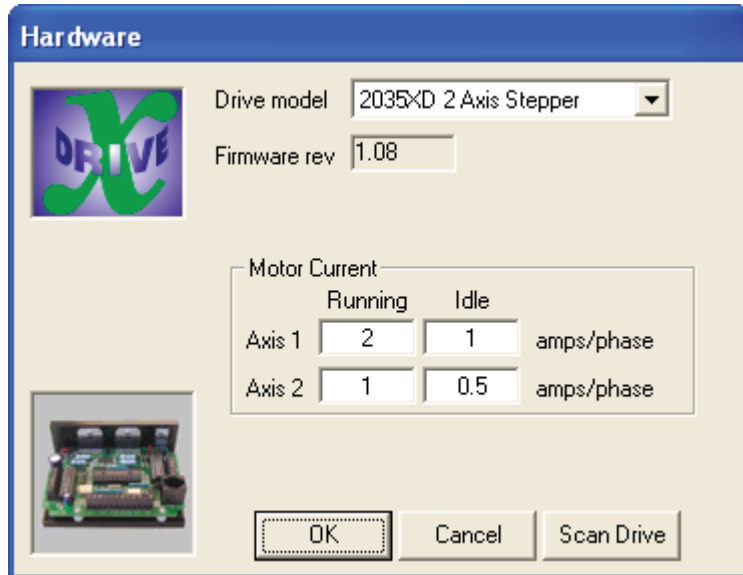 Hardware
X
DRIVE
Drive model 2035XD 2 Axis Stepper
Firmware rev 1.08
Motor Current
Running Idle
Axis 1 2 1 amps/phase
Axis 2 1 0.5 amps/phase
OK Cancel Scan Drive